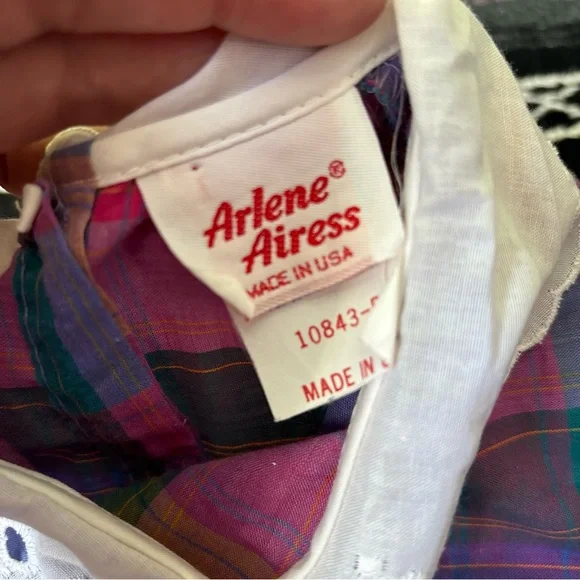 Arlene®
Airess
MADE IN USA
10843-
MADE IN